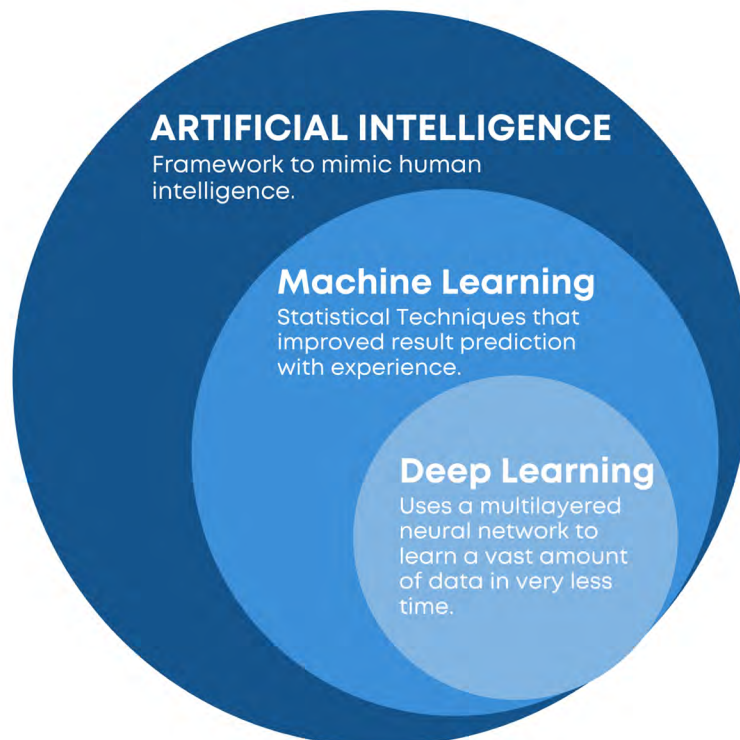 ARTIFICIAL INTELLIGENCE
Framework to mimic human
intelligence.
Machine Learning
Statistical Techniques that
improved result prediction
with experience.
Deep Learning
Uses a multilayered
neural network to
learn a vast amount
of data in very less
time.